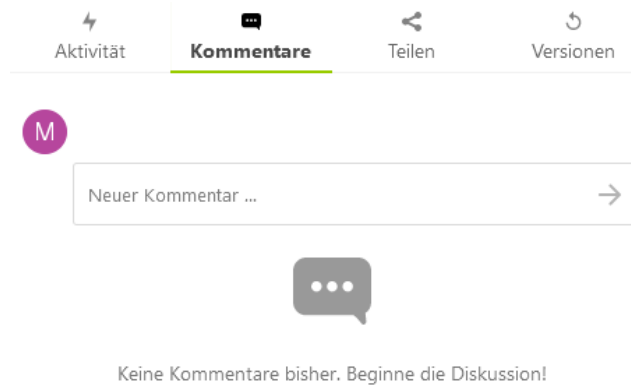 Aktivität Kommentare Teilen Versionen
M
Neuer Kommentar ...
Keine Kommentare bisher. Beginne die Diskussion!